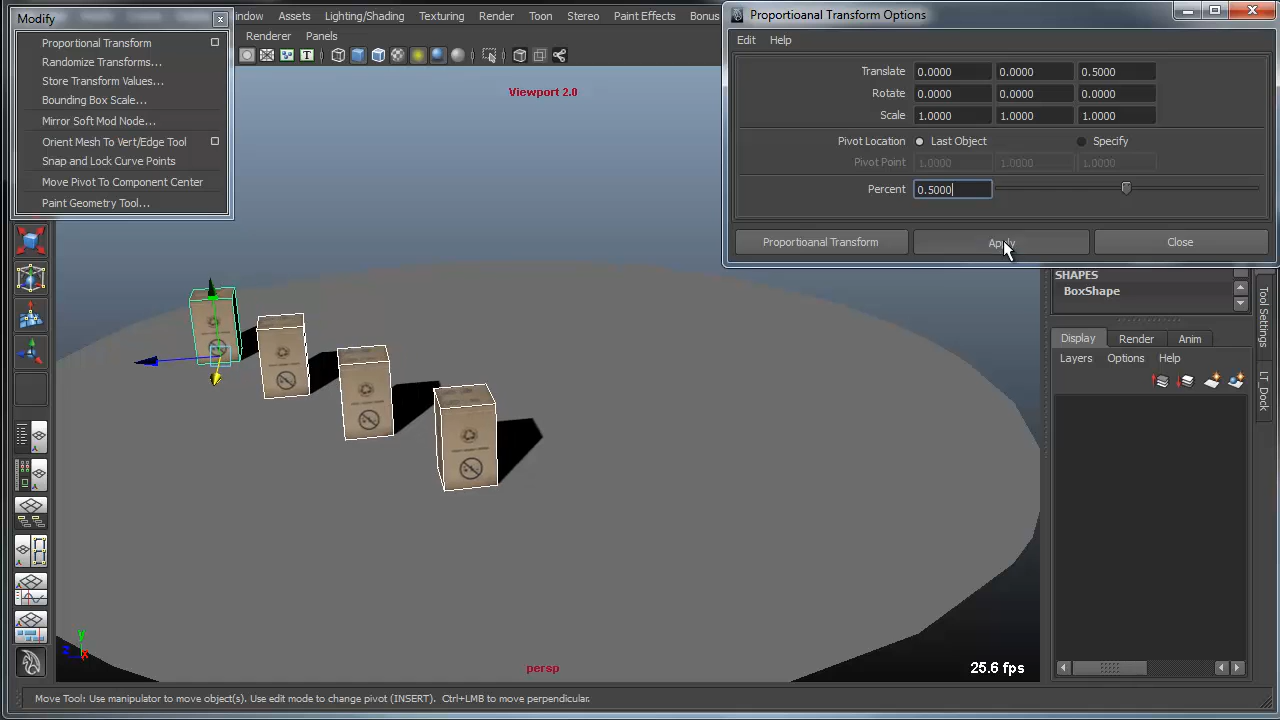 Modify
Proportional Transform
Randomize Transforms...
Store Transform Values...
Bounding Box Scale...
Mirror Soft Mod Node...
Orient Mesh To Vert/Edge Tool
Snap and Lock Curve Points
Move Pivot To Component Center
Paint Geometry Tool...
Assets Lighting/Shading Texturing Render Toon Stereo Paint Effects Bonus
Renderer Panels
Viewport 2.0
Proportioanal Transform Options
Edit Help
Translate 0.0000 0.0000 0.5000
Rotate 0.0000 0.0000 0.0000
Scale 1.0000 1.0000 1.0000
Pivot Location Last Object Specify
Pivot Point 1.0000 1.0000 1.0000
Percent 0.5000
Proportioanal Transform Apply Close
SHAPES
BoxShape
Display Render Anim
Layers Options Help
Tool Settings
LT_Dock
y
z x
persp
25.6 fps
Move Tool: Use manipulator to move object(s). Use edit mode to change pivot (INSERT). Ctrl+LMB to move perpendicular.